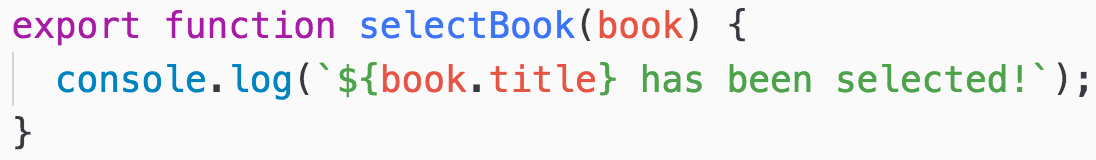 export function selectBook(book) {
  console.log(`${book.title} has been selected!`);
}